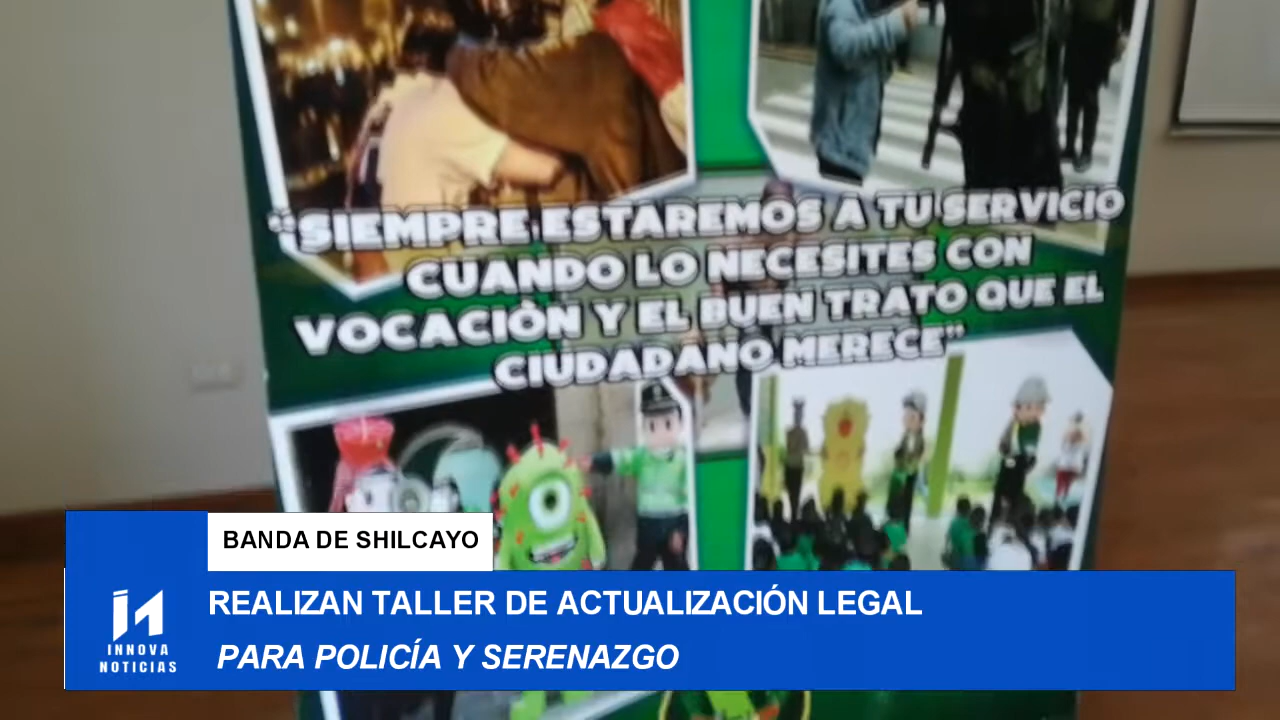 "SIEMPRE ESTAREMOS A TU SERVICIO
CUANDO LO NECESITES CON
VOCACIÒN Y EL BUEN TRATO QUE EL
CIUDADANO MERECE"
BANDA DE SHILCAYO
REALIZAN TALLER DE ACTUALIZACIÓN LEGAL
PARA POLICÍA Y SERENAZGO
INNOVA
NOTICIAS